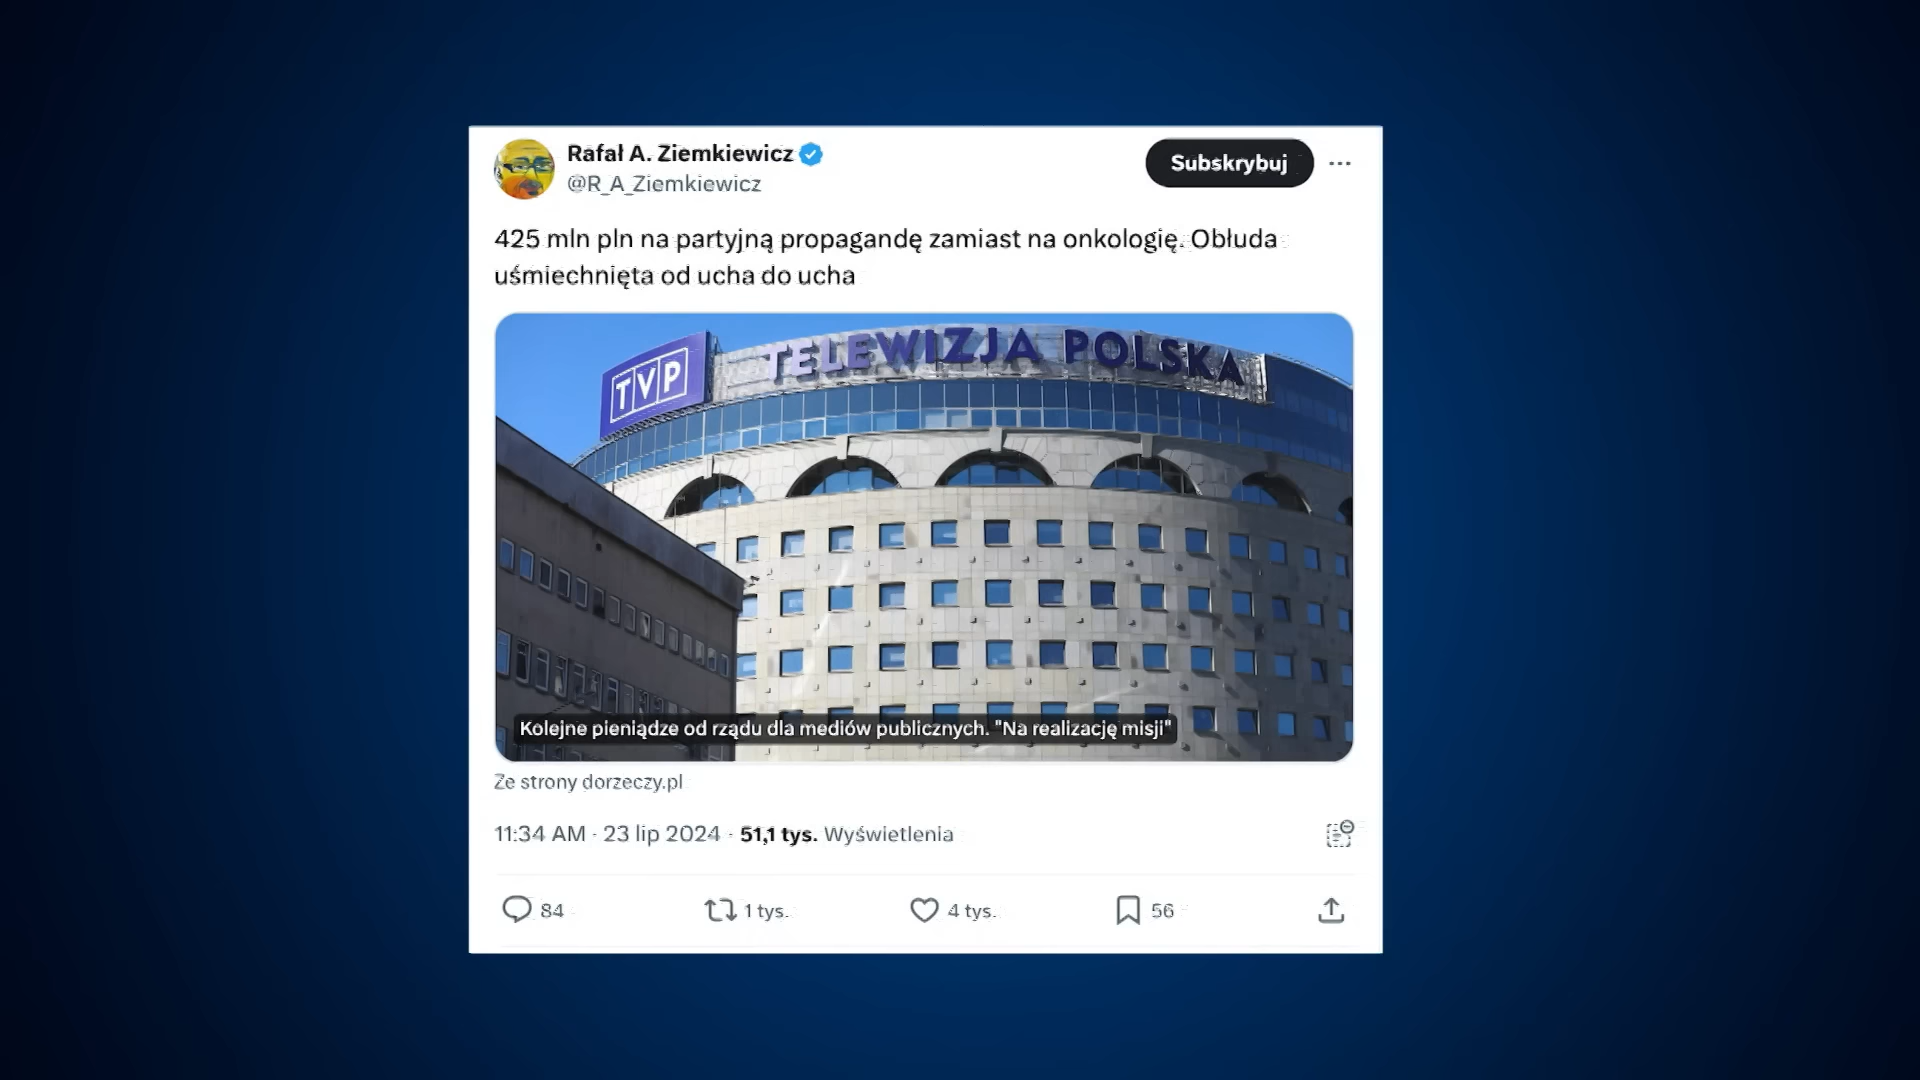 Rafał A. Ziemkiewicz
@R_A_Ziemkiewicz
Subskrybuj
425 mln pln na partyjną propagandę zamiast na onkologię. Obłuda
uśmiechnięta od ucha do ucha
TVP
TELEWIZJA POLSKA
Kolejne pieniądze od rządu dla mediów publicznych. "Na realizację misji"
Ze strony dorzeczy.pl
11:34 AM · 23 lip 2024 · 51,1 tys. Wyświetlenia
84
1 tys.
4 tys.
56